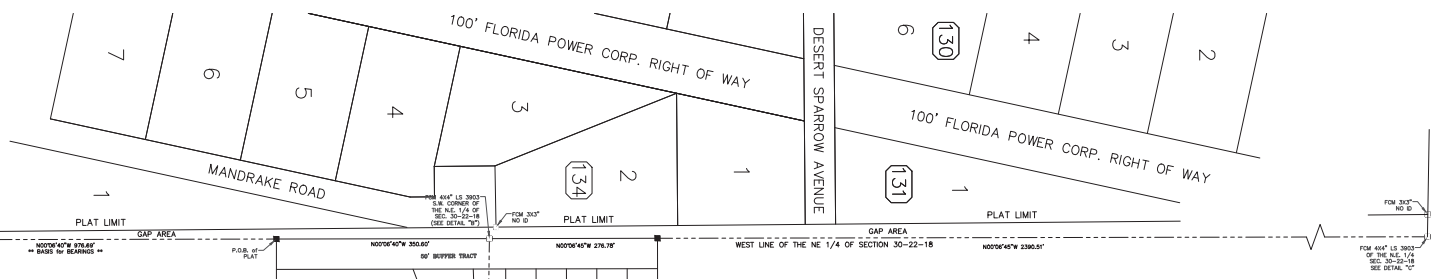 7
6
5
4
3
100' FLORIDA POWER CORP. RIGHT OF WAY
DESERT SPARROW AVENUE
6
130
4
3
2
100' FLORIDA POWER CORP. RIGHT OF WAY
MANDRAKE ROAD
1
134
2
1
131
1
FCM 4X4" LS 3903
S.W. CORNER OF
THE N.E. 1/4 OF
SEC. 30-22-18
(SEE DETAIL "B")
FCM 3X3"
NO ID
FCM 3X3"
NO ID
PLAT LIMIT
PLAT LIMIT
PLAT LIMIT
GAP AREA
GAP AREA
N00°06'40"W 976.69'
** BASIS for BEARINGS **
P.O.B. of
PLAT
N00°06'40"W 350.60'
N00°06'45"W 276.78'
WEST LINE OF THE NE 1/4 OF SECTION 30-22-18
N00°06'45"W 2390.51'
50' BUFFER TRACT
FCM 4X4" LS 3903
OF THE N.E. 1/4
SEC. 30-22-18
SEE DETAIL "C"